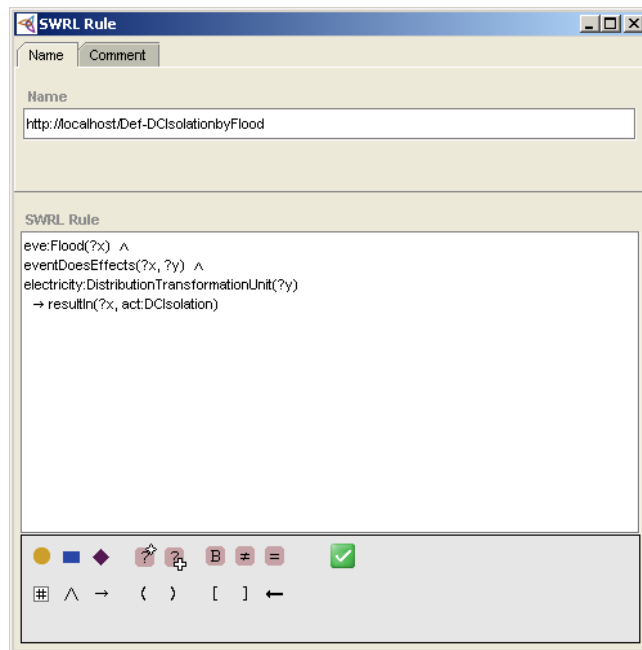 SWRL Rule
Name Comment
Name
http://localhost/Def-DCIsolationbyFlood
SWRL Rule
eve:Flood(?x) ∧
eventDoesEffects(?x, ?y) ∧
electricity:DistributionTransformationUnit(?y)
→ resultIn(?x, act:DCIsolation)
? ? B ≠ =
# ∧ → ( ) [ ] ←